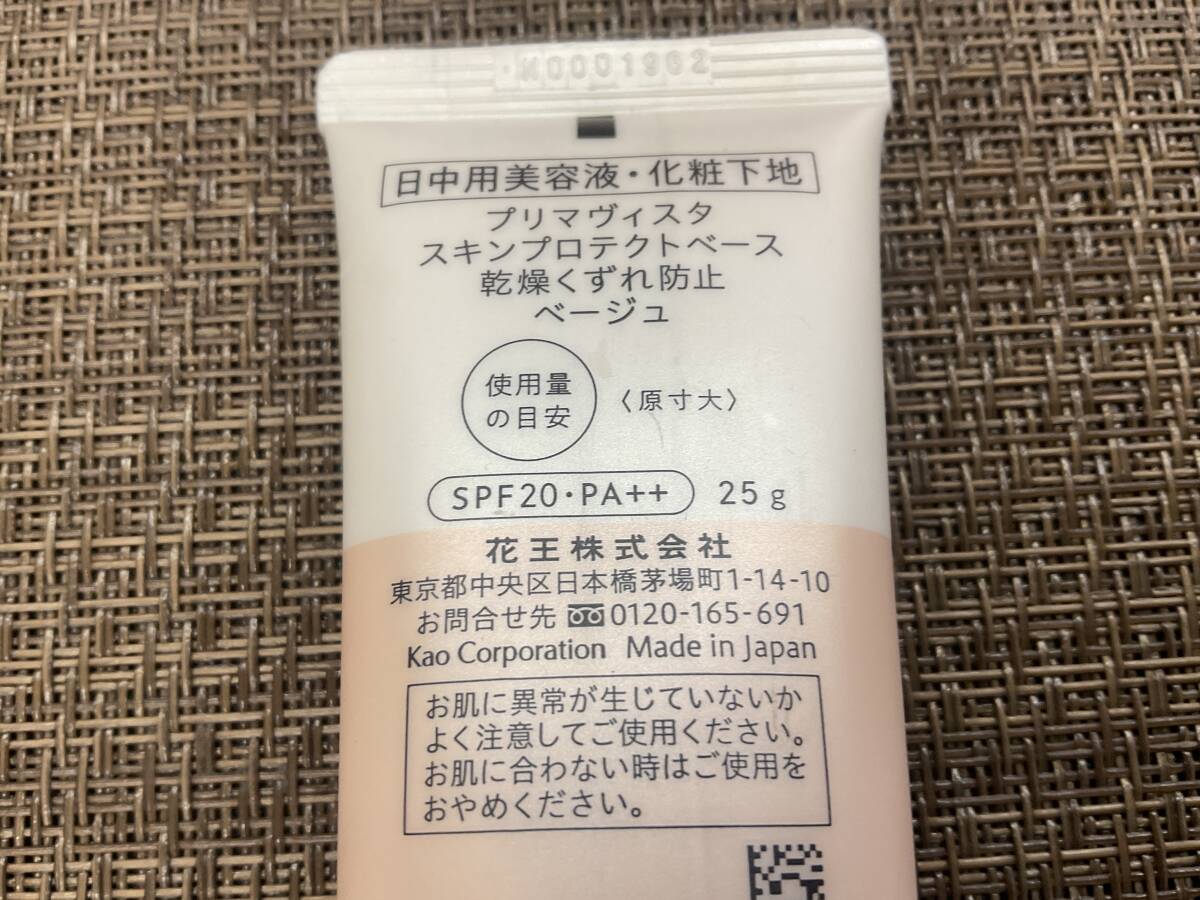 M0001962
日中用美容液・化粧下地
プリマヴィスタ
スキンプロテクトベース
乾燥くずれ防止
ベージュ
使用量
の目安
〈原寸大〉
SPF20・PA++ 25g
花王株式会社
東京都中央区日本橋茅場町1-14-10
お問合せ先 0120-165-691
Kao Corporation Made in Japan
お肌に異常が生じていないか
よく注意してご使用ください。
お肌に合わない時はご使用を
おやめください。